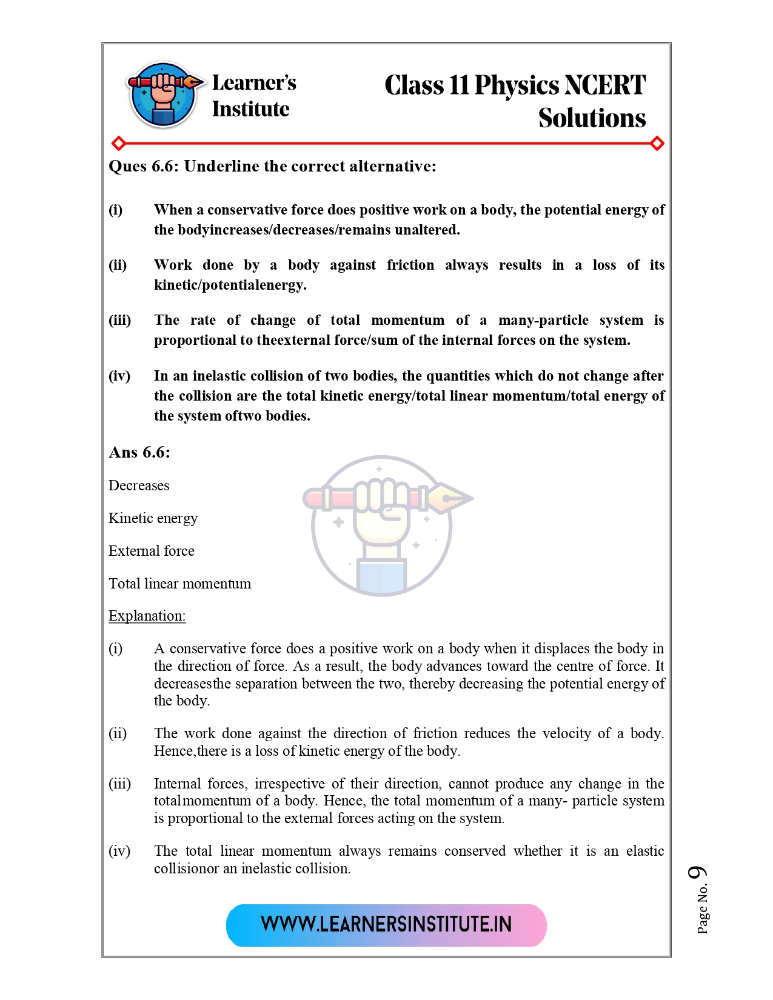 Learner's
Institute
Class 11 Physics NCERT
Solutions
Ques 6.6: Underline the correct alternative:
(i) When a conservative force does positive work on a body, the potential energy of
the bodyincreases/decreases/remains unaltered.
(ii) Work done by a body against friction always results in a loss of its
kinetic/potentialenergy.
(iii) The rate of change of total momentum of a many-particle system is
proportional to theexternal force/sum of the internal forces on the system.
(iv) In an inelastic collision of two bodies, the quantities which do not change after
the collision are the total kinetic energy/total linear momentum/total energy of
the system oftwo bodies.
Ans 6.6:
Decreases
Kinetic energy
External force
Total linear momentum
Explanation:
(i) A conservative force does a positive work on a body when it displaces the body in
the direction of force. As a result, the body advances toward the centre of force. It
decreasesthe separation between the two, thereby decreasing the potential energy of
the body.
(ii) The work done against the direction of friction reduces the velocity of a body.
Hence,there is a loss of kinetic energy of the body.
(iii) Internal forces, irrespective of their direction, cannot produce any change in the
totalmomentum of a body. Hence, the total momentum of a many- particle system
is proportional to the external forces acting on the system.
(iv) The total linear momentum always remains conserved whether it is an elastic
collisionor an inelastic collision.
WWW.LEARNERSINSTITUTE.IN
Page No. 9